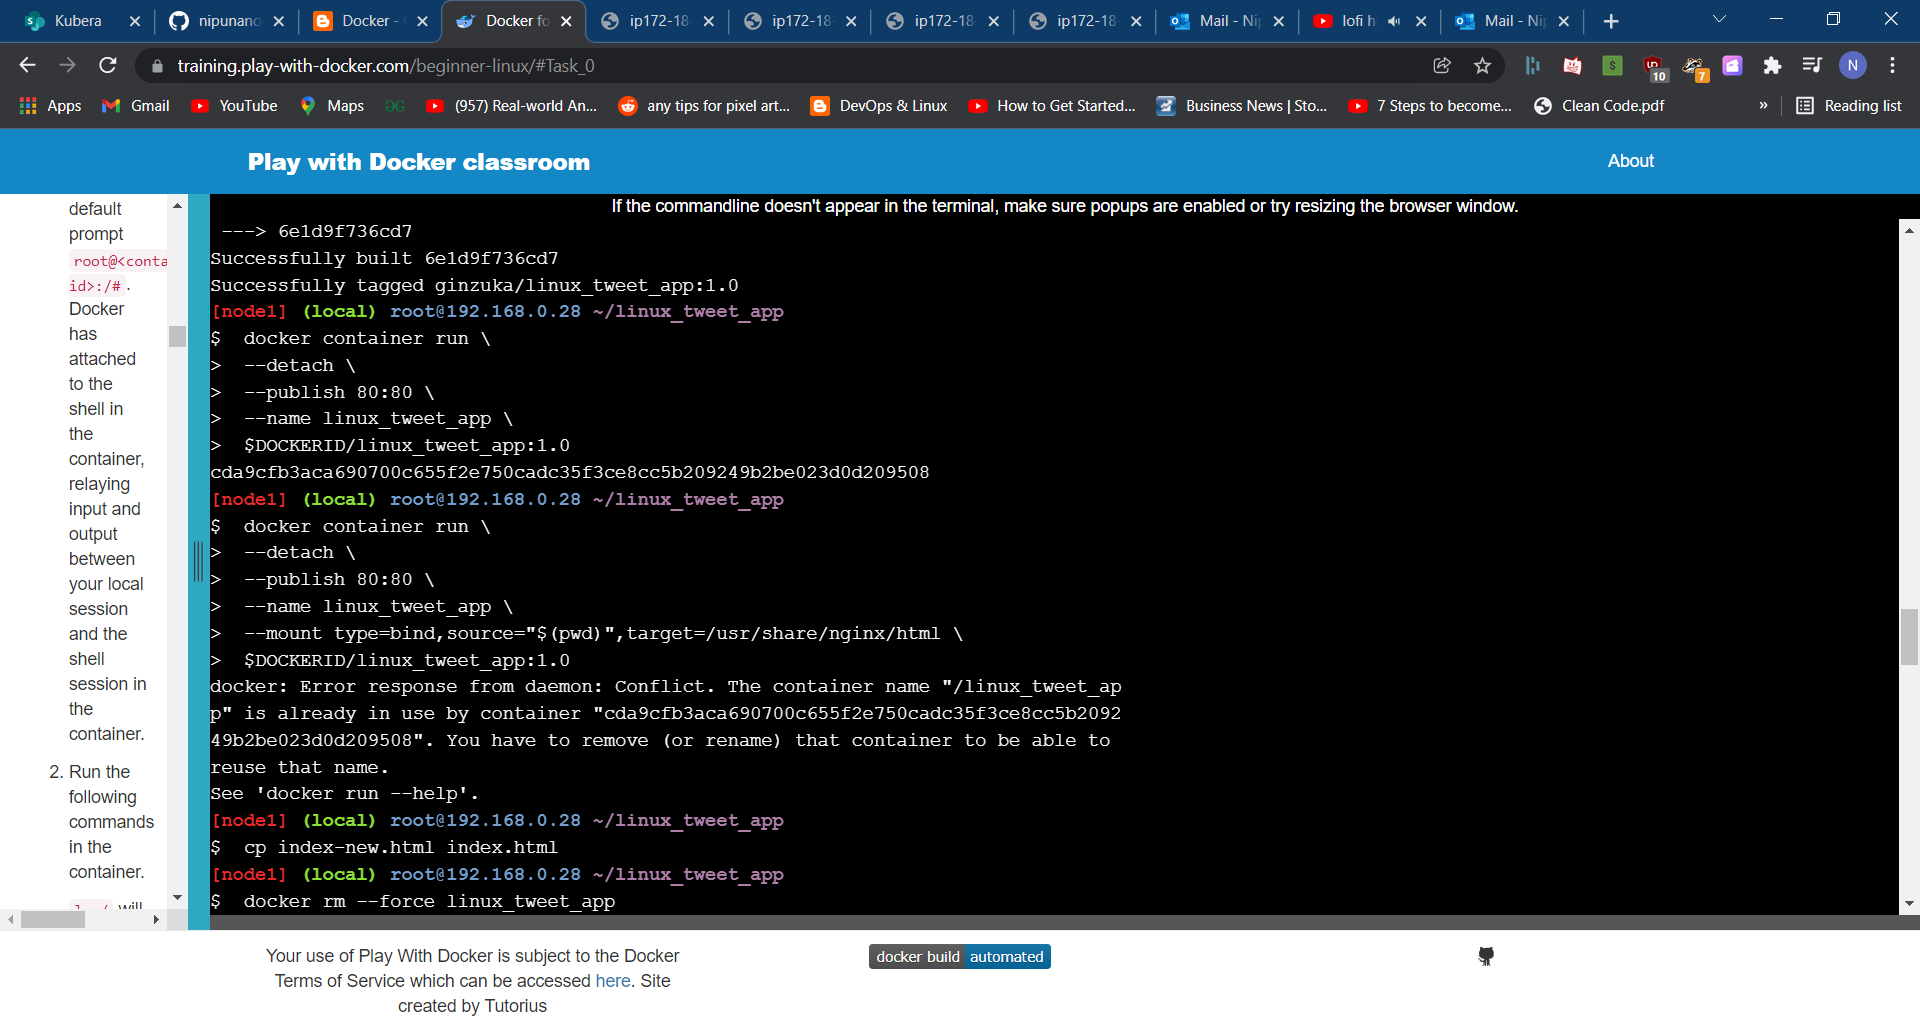 Kubera
nipunano
Docker -
Docker fo
ip172-18-
ip172-18-
ip172-18
ip172-18-
Mail - Nip
lofi hi
Mail - Nip
training.play-with-docker.com/beginner-linux/#Task_0
10
7
N
Apps
Gmail
YouTube
Maps
(957) Real-world An...
any tips for pixel art...
DevOps & Linux
How to Get Started...
Business News | Sto...
7 Steps to become...
Clean Code.pdf
»
Reading list
Play with Docker classroom
About
default
prompt
root@<conta
id>:/# .
Docker
has
attached
to the
shell in
the
container,
relaying
input and
output
between
your local
session
and the
shell
session in
the
container.
2. Run the
following
commands
in the
container.
will
If the commandline doesn't appear in the terminal, make sure popups are enabled or try resizing the browser window.
---> 6e1d9f736cd7
Successfully built 6e1d9f736cd7
Successfully tagged ginzuka/linux_tweet_app:1.0
[node1] (local) root@192.168.0.28 ~/linux_tweet_app
$  docker container run \
>  --detach \
>  --publish 80:80 \
>  --name linux_tweet_app \
>  $DOCKERID/linux_tweet_app:1.0
cda9cfb3aca690700c655f2e750cadc35f3ce8cc5b209249b2be023d0d209508
[node1] (local) root@192.168.0.28 ~/linux_tweet_app
$  docker container run \
>  --detach \
>  --publish 80:80 \
>  --name linux_tweet_app \
>  --mount type=bind,source="$(pwd)",target=/usr/share/nginx/html \
>  $DOCKERID/linux_tweet_app:1.0
docker: Error response from daemon: Conflict. The container name "/linux_tweet_ap
p" is already in use by container "cda9cfb3aca690700c655f2e750cadc35f3ce8cc5b2092
49b2be023d0d209508". You have to remove (or rename) that container to be able to
reuse that name.
See 'docker run --help'.
[node1] (local) root@192.168.0.28 ~/linux_tweet_app
$  cp index-new.html index.html
[node1] (local) root@192.168.0.28 ~/linux_tweet_app
$  docker rm --force linux_tweet_app
Your use of Play With Docker is subject to the Docker
Terms of Service which can be accessed here. Site
created by Tutorius
docker build automated